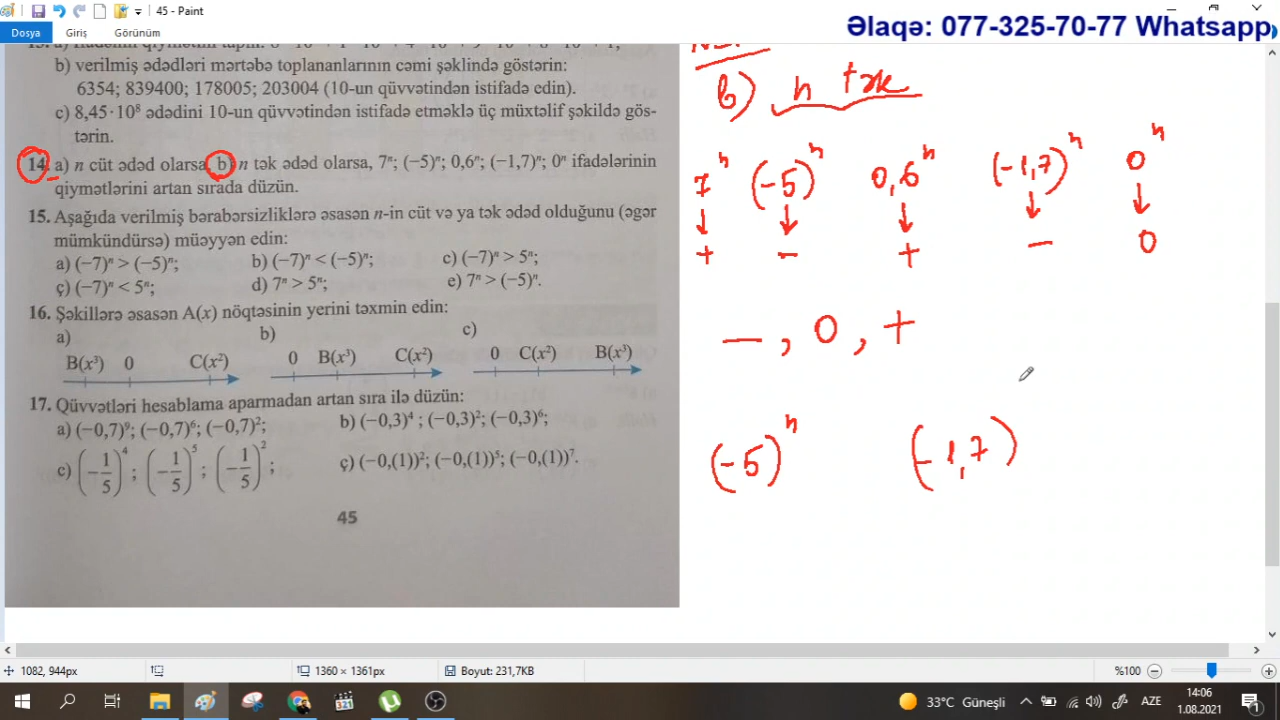 45 - Paint
Əlaqə: 077-325-70-77 Whatsapp
Dosya Giriş Görünüm
b) verilmiş ədədləri mərtəbə toplananlarının cəmi şəklində göstərin:
6354; 839400; 178005; 203004 (10-un qüvvətindən istifadə edin).
c) 8,45·10⁸ ədədini 10-un qüvvətindən istifadə etməklə üç müxtəlif şəkildə gös-
tərin.
14. a) n cüt ədəd olarsa, b) n tək ədəd olarsa, 7ⁿ; (−5)ⁿ; 0,6ⁿ; (−1,7)ⁿ; 0ⁿ ifadələrinin
qiymətlərini artan sırada düzün.
15. Aşağıda verilmiş bərabərsizliklərə əsasən n-in cüt və ya tək ədəd olduğunu (əgər
mümkündürsə) müəyyən edin:
a) (−7)ⁿ > (−5)ⁿ; b) (−7)ⁿ < (−5)ⁿ; c) (−7)ⁿ > 5ⁿ;
ç) (−7)ⁿ < 5ⁿ; d) 7ⁿ > 5ⁿ; e) 7ⁿ > (−5)ⁿ.
16. Şəkillərə əsasən A(x) nöqtəsinin yerini təxmin edin:
a) b) c)
B(x³) 0 C(x²) 0 B(x³) C(x²) 0 C(x²) B(x³)
17. Qüvvətləri hesablama aparmadan artan sıra ilə düzün:
a) (−0,7)⁹; (−0,7)⁶; (−0,7)²; b) (−0,3)⁴ ; (−0,3)²; (−0,3)⁶;
c) (−1/5)⁴; (−1/5)⁵; (−1/5)²; ç) (−0,(1))²; (−0,(1))⁵; (−0,(1))⁷.
45
b) n tək
7ⁿ (−5)ⁿ 0,6ⁿ (−1,7)ⁿ 0ⁿ
↓ ↓ ↓ ↓ ↓
+ − + − 0
−, 0, +
(−5)ⁿ (−1,7)
1082, 944px 1360 × 1361px Boyut: 231,7KB %100
33°C Güneşli AZE 14:06
1.08.2021